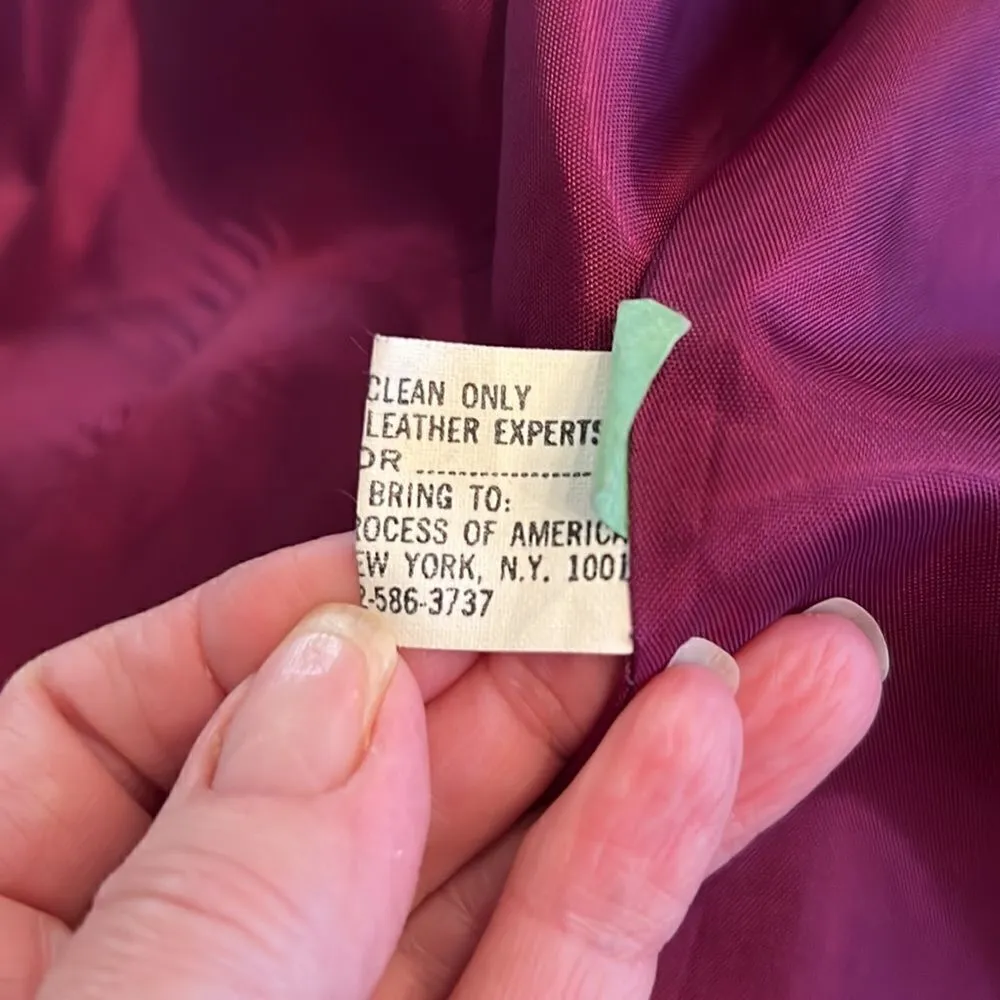 CLEAN ONLY
LEATHER EXPERTS
OR
BRING TO:
ROCESS OF AMERICA
EW YORK, N.Y. 1001
2-586-3737